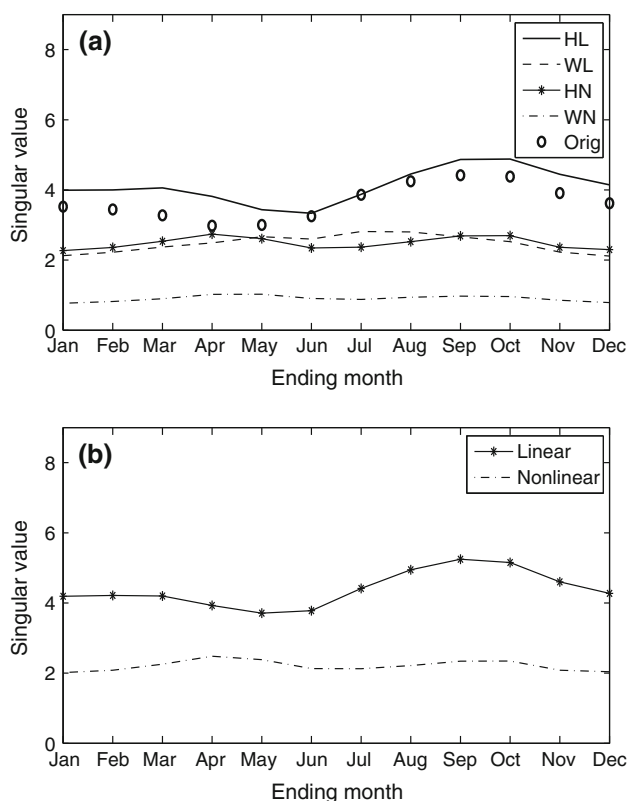 (a)
HL
WL
HN
WN
Orig
8
6
4
2
0
Singular value
Jan Feb Mar Apr May Jun Jul Aug Sep Oct Nov Dec
Ending month
(b)
Linear
Nonlinear
8
6
4
2
0
Singular value
Jan Feb Mar Apr May Jun Jul Aug Sep Oct Nov Dec
Ending month